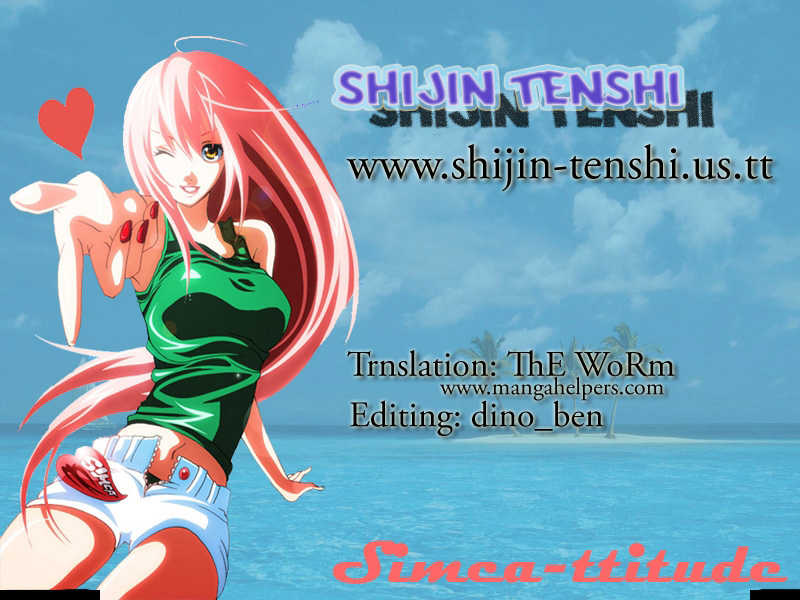 SHIJIN TENSHI
SHIJIN TENSHI
www.shijin-tenshi.us.tt
Trnslation: ThE WoRm
www.mangahelpers.com
Editing: dino_ben
SIMCA
Simca-ttitude